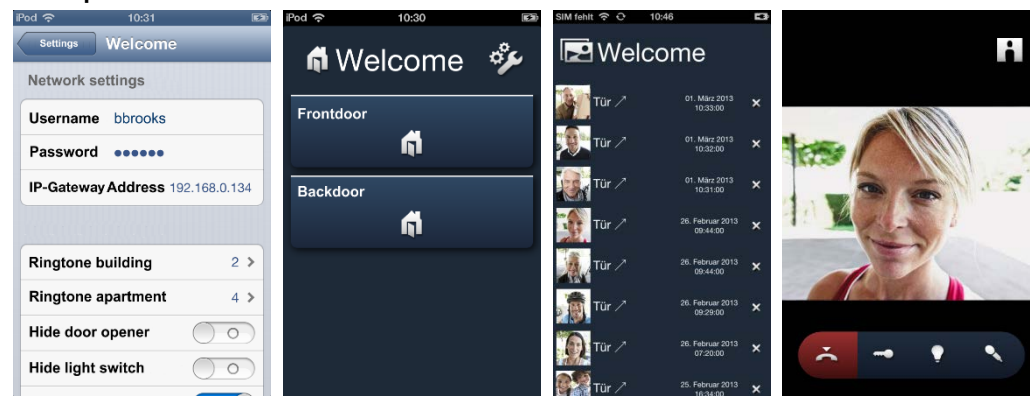 iPod 10:31
Settings Welcome
Network settings
Username bbrooks
Password ●●●●●●
IP-Gateway Address 192.168.0.134
Ringtone building 2
Ringtone apartment 4
Hide door opener
Hide light switch
iPod 10:30
Welcome
Frontdoor
Backdoor
SIM fehlt 10:46
Welcome
Tür 01. März 2013
10:33:00
Tür 01. März 2013
10:32:00
Tür 01. März 2013
10:31:00
Tür 26. Februar 2013
09:44:00
Tür 26. Februar 2013
09:44:00
Tür 26. Februar 2013
09:29:00
Tür 26. Februar 2013
07:20:00
Tür 25. Februar 2013
16:34:00